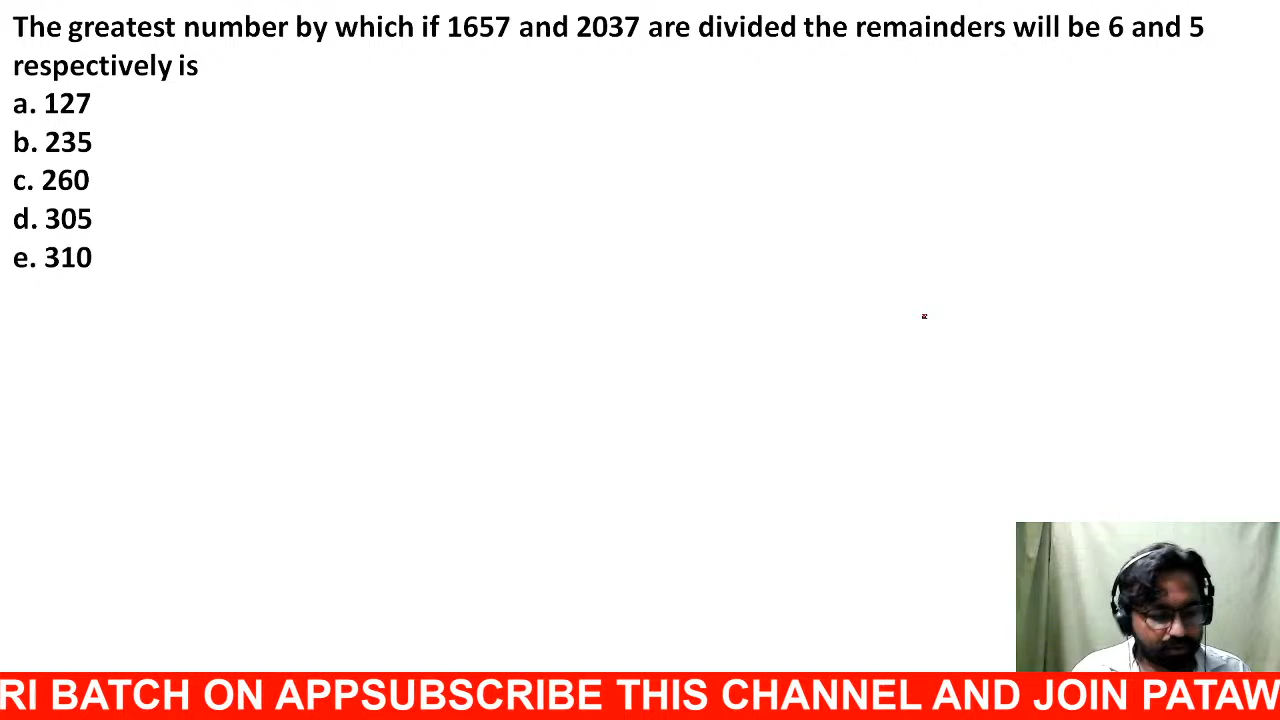 The greatest number by which if 1657 and 2037 are divided the remainders will be 6 and 5
respectively is
a. 127
b. 235
c. 260
d. 305
e. 310
RI BATCH ON APPSUBSCRIBE THIS CHANNEL AND JOIN PATAW